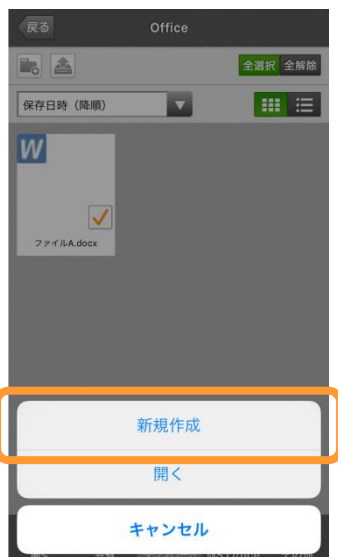 戻る Office
全選択 全解除
保存日時（降順）
W
ファイルA.docx
新規作成
開く
キャンセル